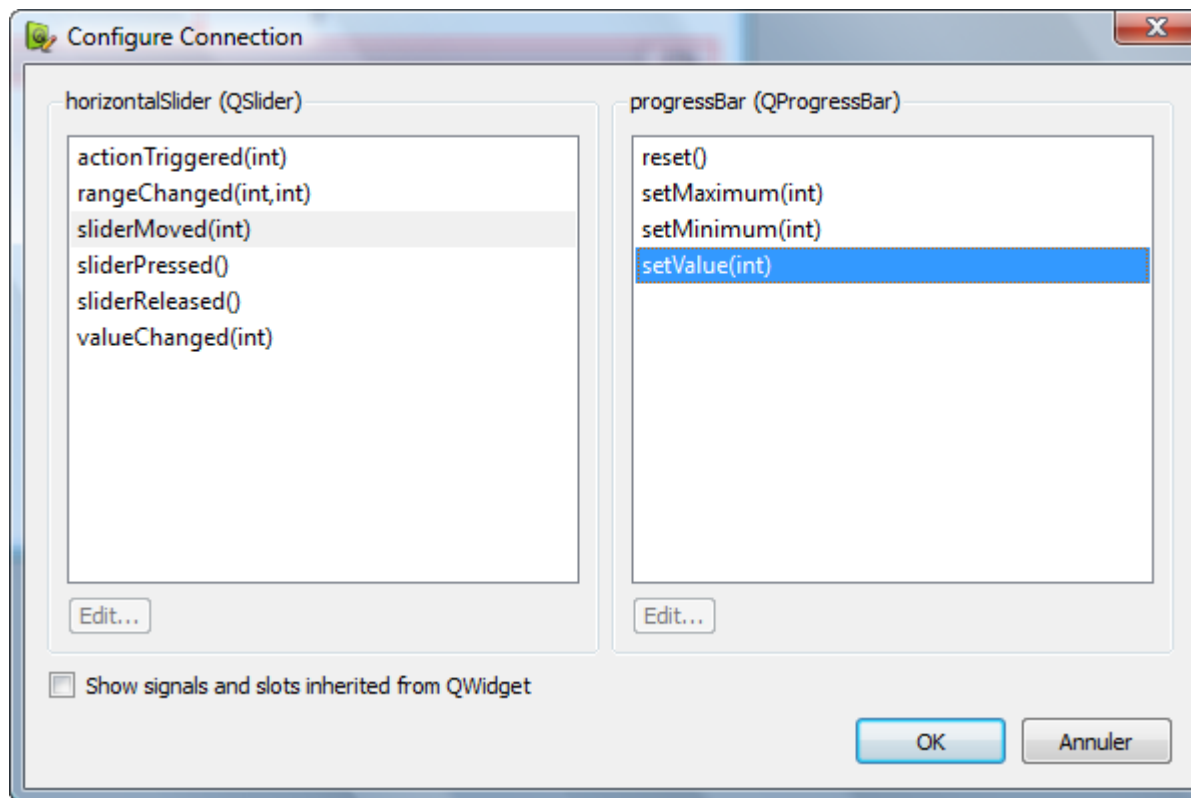 Configure Connection
horizontalSlider (QSlider)
actionTriggered(int)
rangeChanged(int,int)
sliderMoved(int)
sliderPressed()
sliderReleased()
valueChanged(int)
Edit...
progressBar (QProgressBar)
reset()
setMaximum(int)
setMinimum(int)
setValue(int)
Edit...
Show signals and slots inherited from QWidget
OK
Annuler